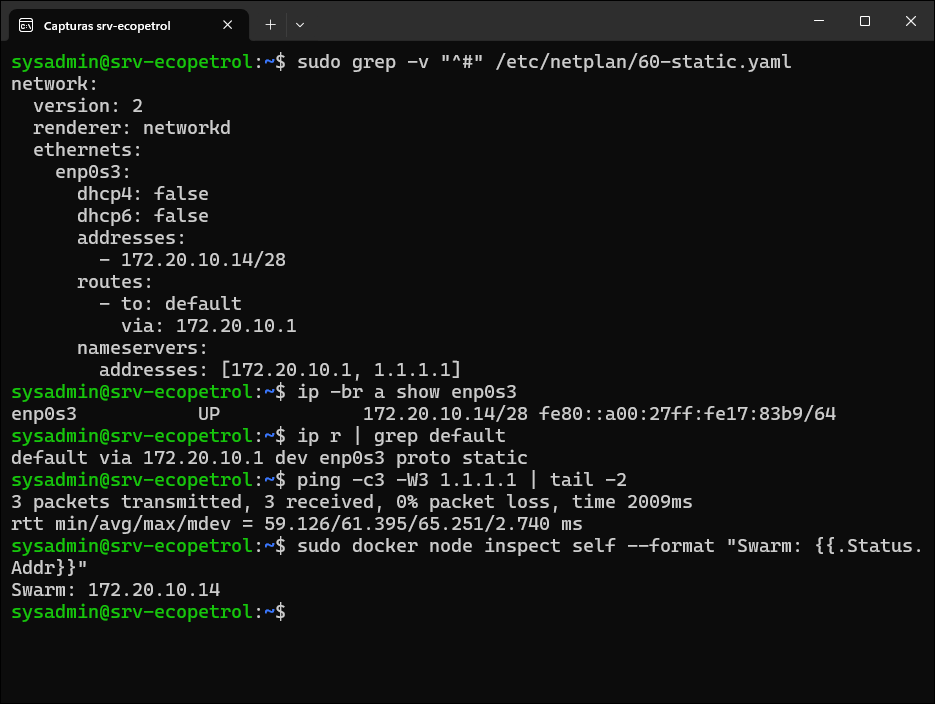 Capturas srv-ecopetrol
sysadmin@srv-ecopetrol:~$ sudo grep -v "^#" /etc/netplan/60-static.yaml
network:
  version: 2
  renderer: networkd
  ethernets:
    enp0s3:
      dhcp4: false
      dhcp6: false
      addresses:
        - 172.20.10.14/28
      routes:
        - to: default
          via: 172.20.10.1
      nameservers:
        addresses: [172.20.10.1, 1.1.1.1]
sysadmin@srv-ecopetrol:~$ ip -br a show enp0s3
enp0s3           UP             172.20.10.14/28 fe80::a00:27ff:fe17:83b9/64
sysadmin@srv-ecopetrol:~$ ip r | grep default
default via 172.20.10.1 dev enp0s3 proto static
sysadmin@srv-ecopetrol:~$ ping -c3 -W3 1.1.1.1 | tail -2
3 packets transmitted, 3 received, 0% packet loss, time 2009ms
rtt min/avg/max/mdev = 59.126/61.395/65.251/2.740 ms
sysadmin@srv-ecopetrol:~$ sudo docker node inspect self --format "Swarm: {{.Status.
Addr}}"
Swarm: 172.20.10.14
sysadmin@srv-ecopetrol:~$